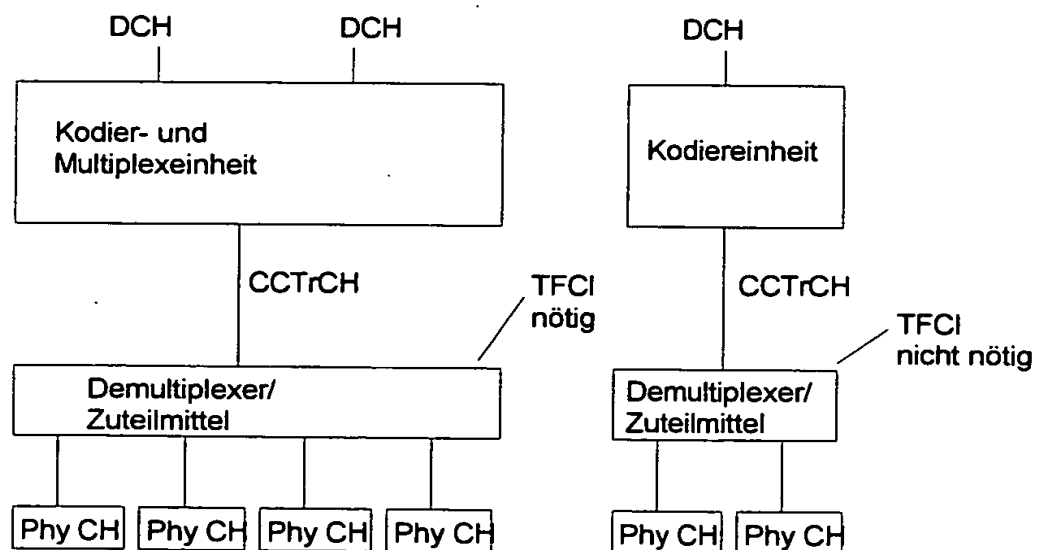 DCH DCH DCH
Kodier- und
Multiplexeinheit
Kodiereinheit
CCTrCH
TFCI
nötig
CCTrCH
TFCI
nicht nötig
Demultiplexer/
Zuteilmittel
Demultiplexer/
Zuteilmittel
Phy CH Phy CH Phy CH Phy CH Phy CH Phy CH